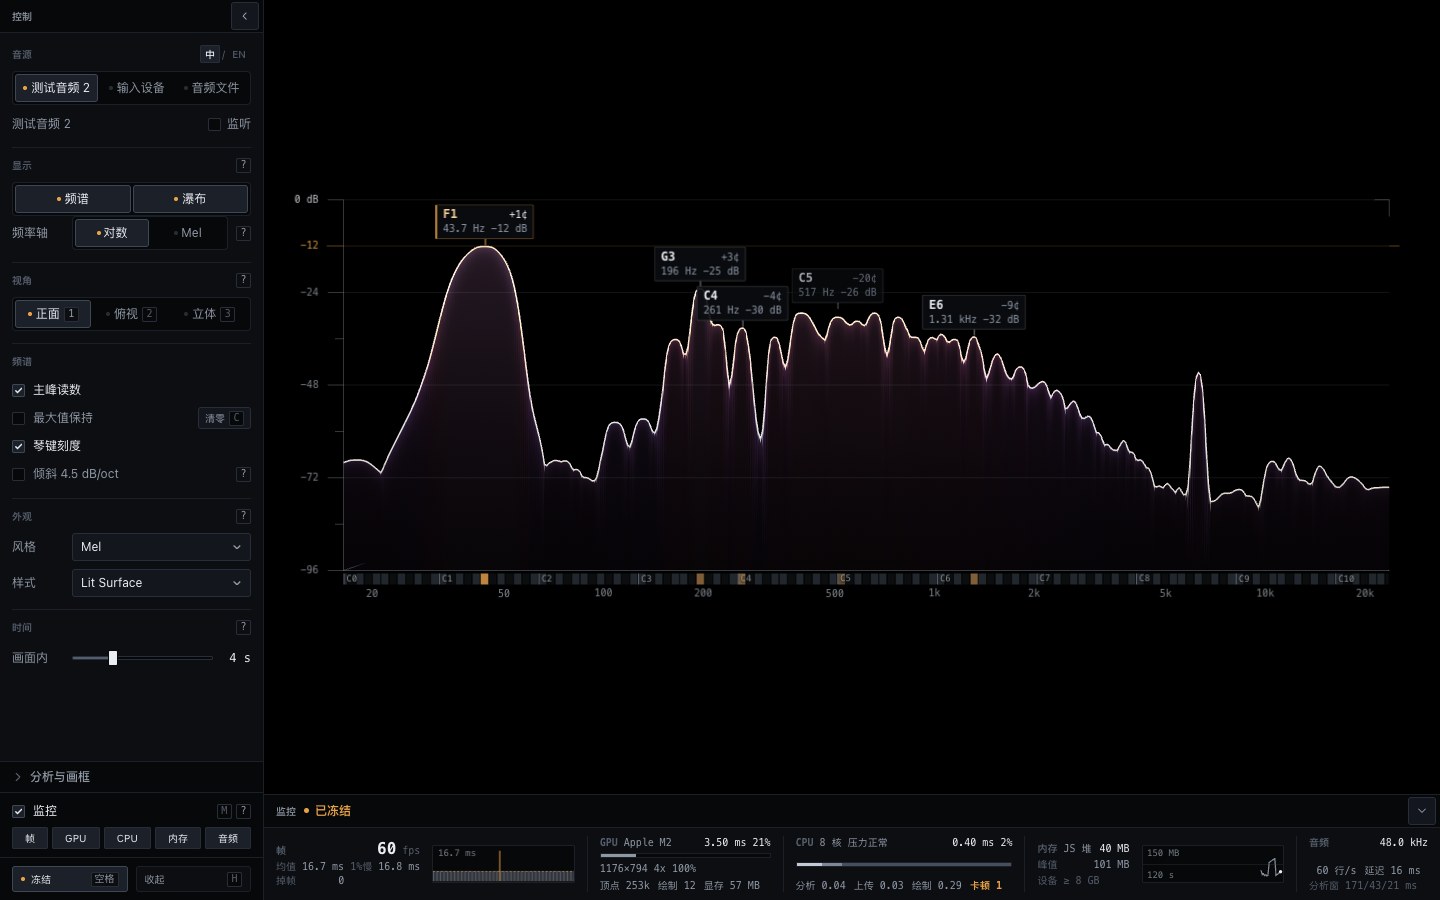 控制
音源 中 / EN
测试音频 2 输入设备 音频文件
测试音频 2 监听
显示 ?
频谱 瀑布
频率轴 对数 Mel ?
视角 ?
正面 1 俯视 2 立体 3
频谱
主峰读数
最大值保持 清零 C
琴键刻度
倾斜 4.5 dB/oct ?
外观 ?
风格 Mel
样式 Lit Surface
时间 ?
画面内 4 s
分析与画框
监控 M ?
帧 GPU CPU 内存 音频
冻结 空格 收起 H
0 dB
−12
−24
−48
−72
−96
F1 +1¢
43.7 Hz −12 dB
G3 +3¢
196 Hz −25 dB
C4 −4¢
261 Hz −30 dB
C5 −20¢
517 Hz −26 dB
E6 −9¢
1.31 kHz −32 dB
C0 C1 C2 C3 C4 C5 C6 C7 C8 C9 C10
20 50 100 200 500 1k 2k 5k 10k 20k
监控 已冻结
帧 60 fps
均值 16.7 ms 1%慢 16.8 ms
掉帧 0
16.7 ms
GPU Apple M2 3.50 ms 21%
1176×794 4x 100%
顶点 253k 绘制 12 显存 57 MB
CPU 8 核 压力正常 0.40 ms 2%
分析 0.04 上传 0.03 绘制 0.29 卡顿 1
内存 JS 堆 40 MB
峰值 101 MB
设备 ≥ 8 GB
150 MB
120 s
音频 48.0 kHz
60 行/s 延迟 16 ms
分析窗 171/43/21 ms